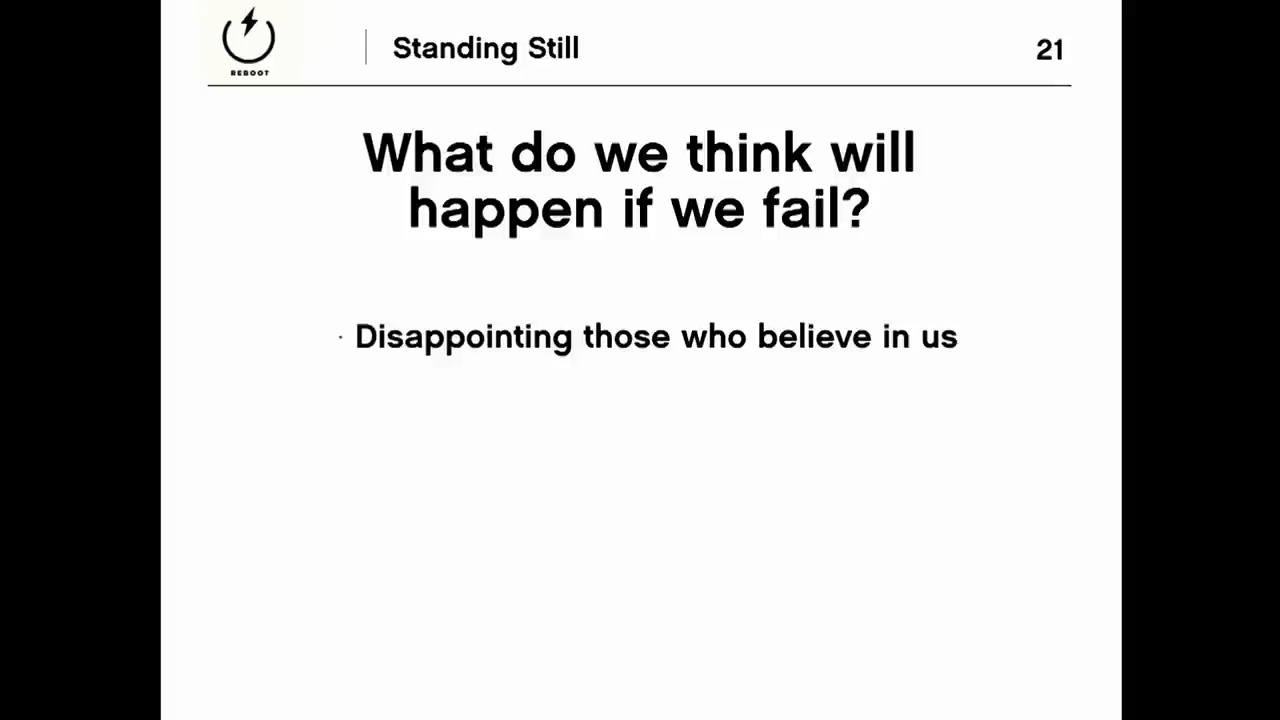 REBOOT
Standing Still
21
What do we think will
happen if we fail?
· Disappointing those who believe in us